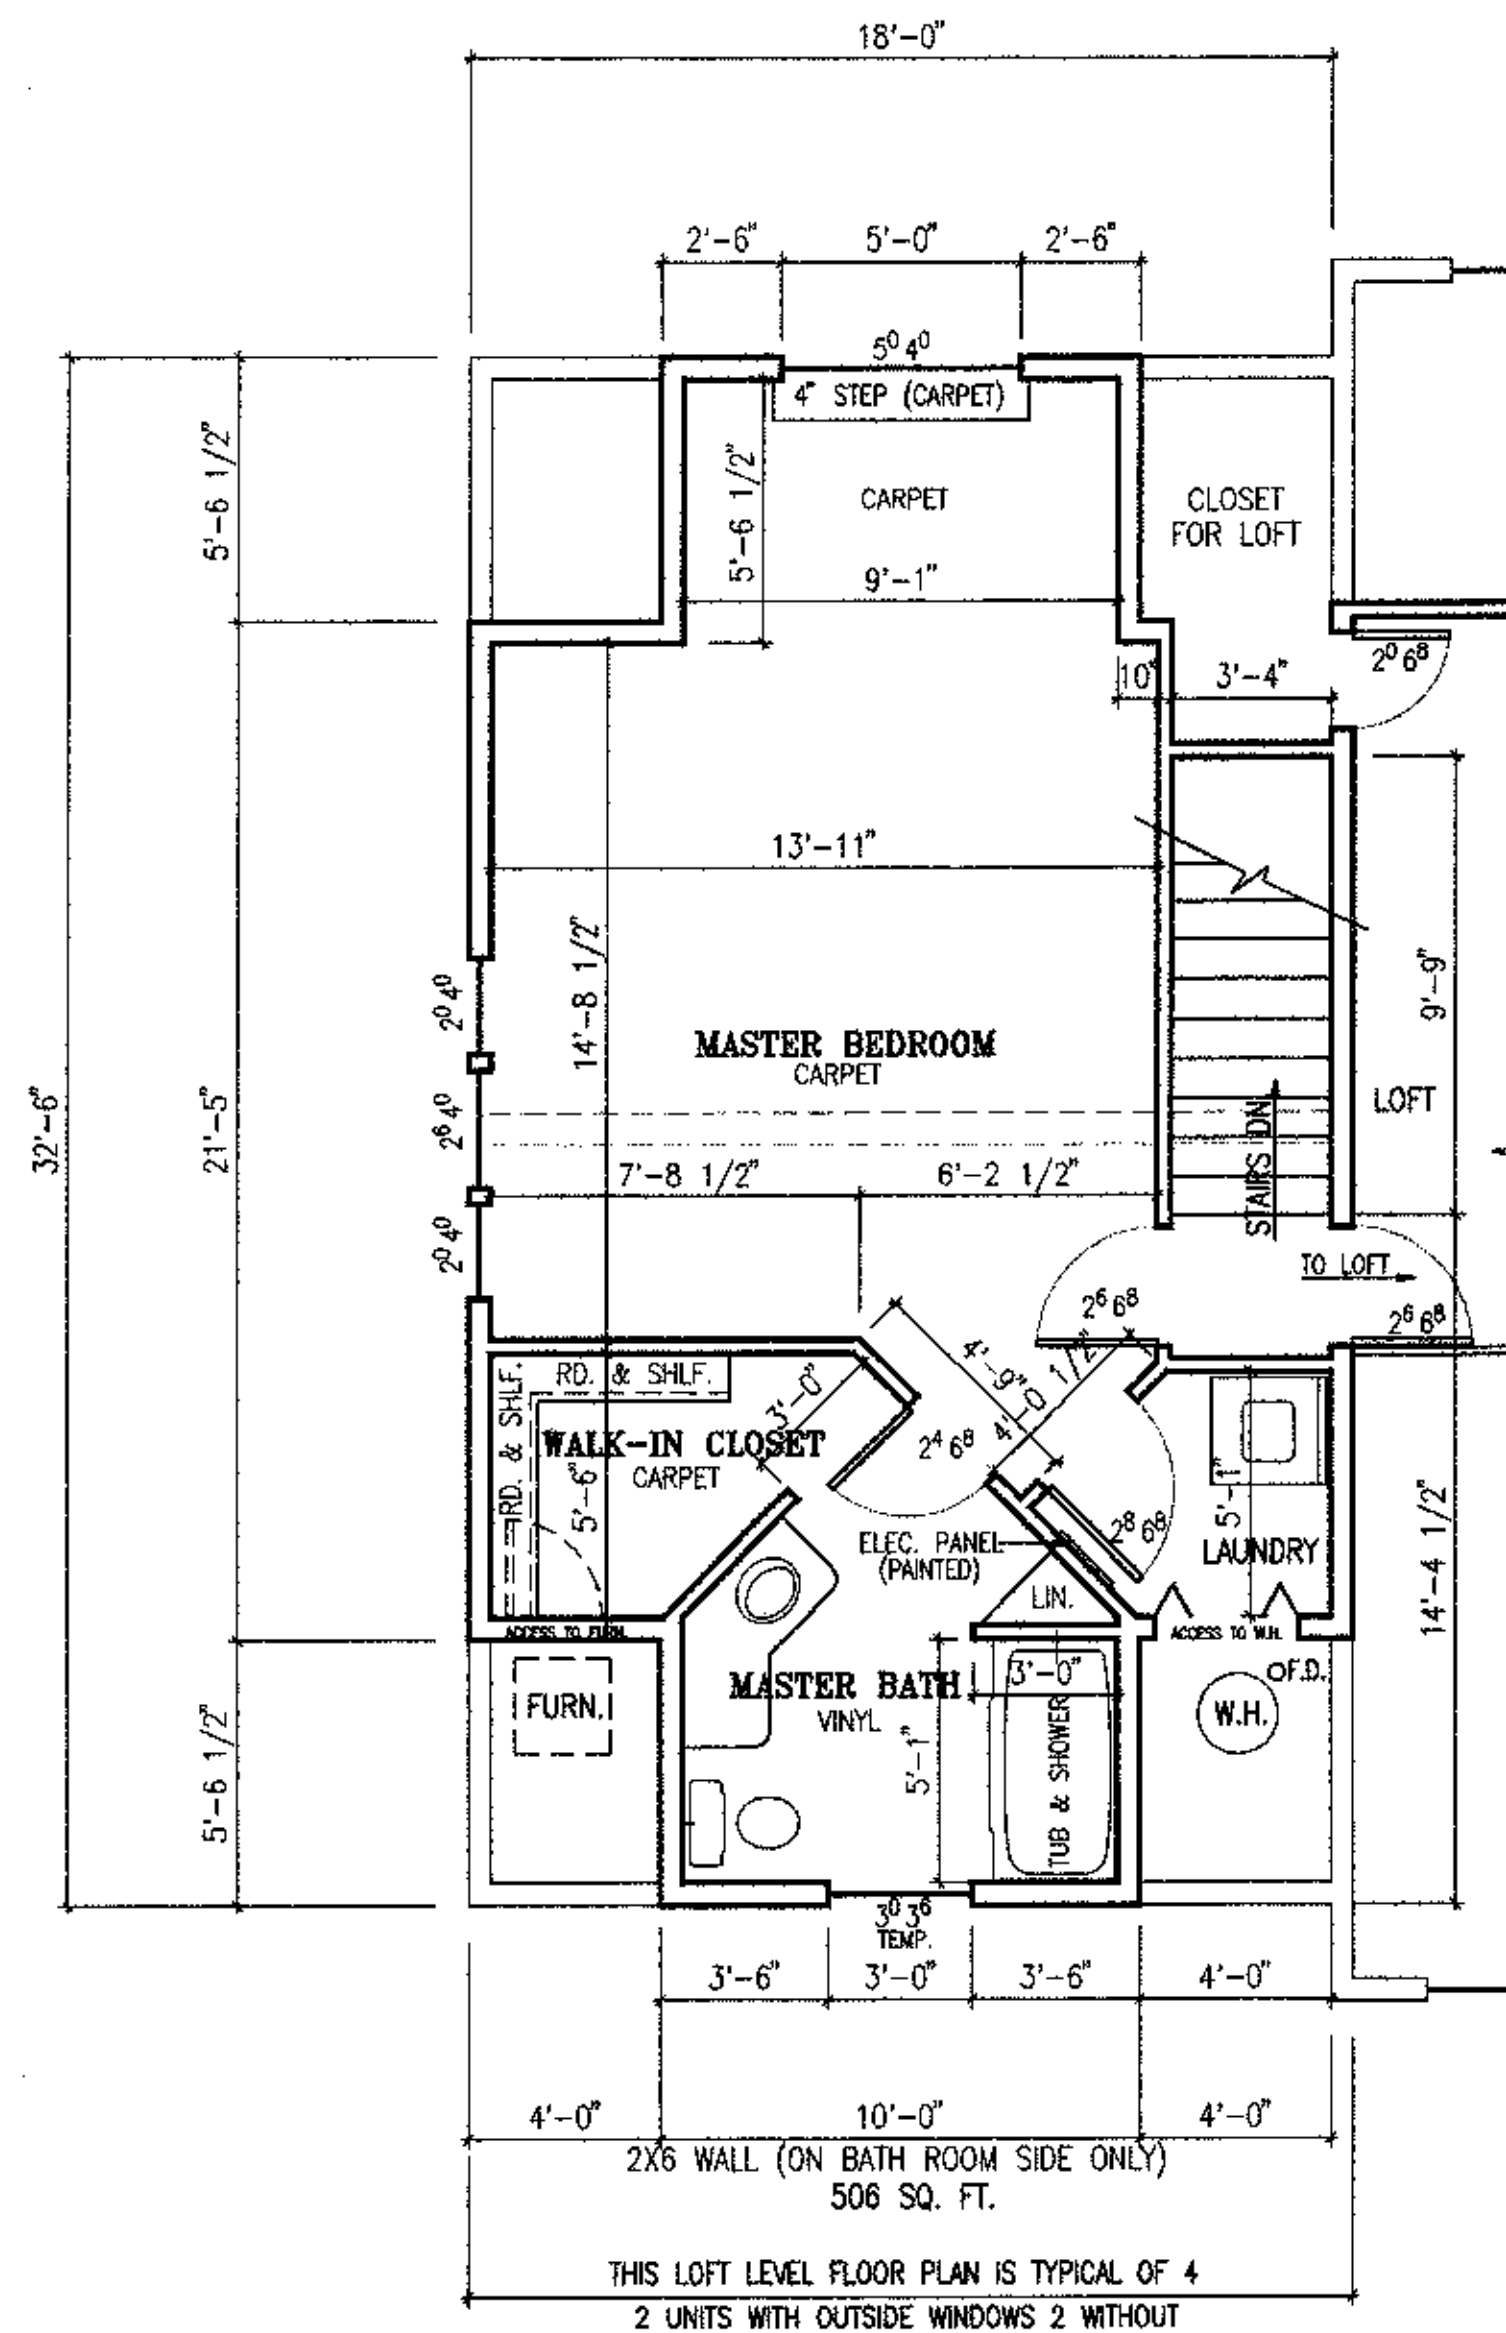 18'-0"
2'-6" 5'-0" 2'-6"
5⁰ 4⁰
4" STEP (CARPET)
5'-6 1/2"
5'-6 1/2"
CARPET
CLOSET
FOR LOFT
9'-1"
2⁰ 6⁸
10"
3'-4"
13'-11"
14'-8 1/2"
9'-9"
2⁰ 4⁰
MASTER BEDROOM
CARPET
32'-6"
21'-5"
2⁶ 4⁰
LOFT
STAIRS DN
7'-8 1/2" 6'-2 1/2"
2⁰ 4⁰
TO LOFT
2⁶ 6⁸
2⁶ 6⁸
RD. & SHLF.
RD. & SHLF.
3'-0"
4'-9"
4'-0 1/2"
WALK-IN CLOSET
CARPET
5'-6"
2⁴ 6⁸
5'-1"
14'-4 1/2"
2⁸ 6⁸
ELEC. PANEL
(PAINTED)
LAUNDRY
LIN.
ACCESS TO FURN.
ACCESS TO W.H.
FURN.
MASTER BATH
VINYL
3'-0"
F.D.
W.H.
5'-6 1/2"
5'-1"
TUB & SHOWER
3⁰ 3⁶
TEMP.
3'-6" 3'-0" 3'-6" 4'-0"
4'-0" 10'-0" 4'-0"
2X6 WALL (ON BATH ROOM SIDE ONLY)
506 SQ. FT.
THIS LOFT LEVEL FLOOR PLAN IS TYPICAL OF 4
2 UNITS WITH OUTSIDE WINDOWS 2 WITHOUT